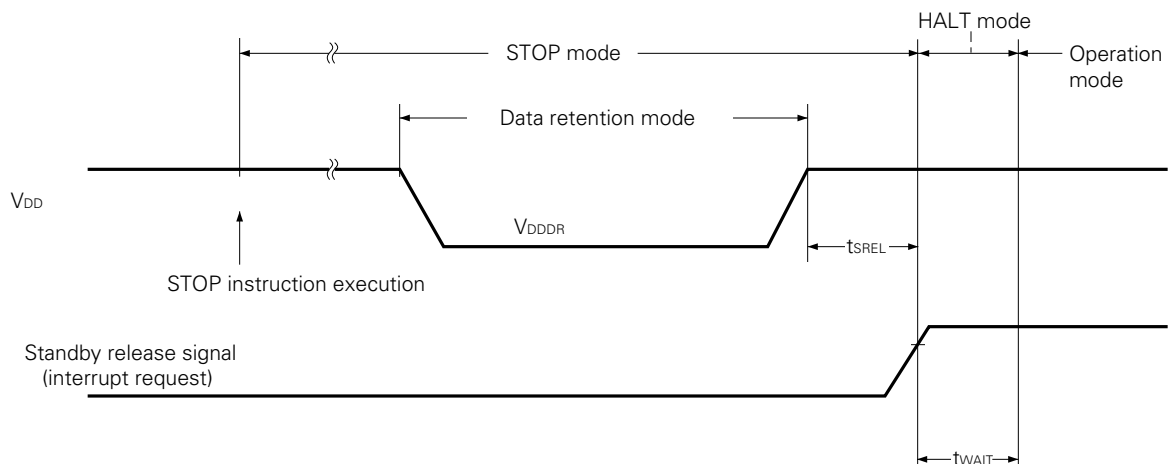 HALT mode
STOP mode
Operation
mode
Data retention mode
VDD
VDDDR
tSREL
STOP instruction execution
Standby release signal
(interrupt request)
tWAIT